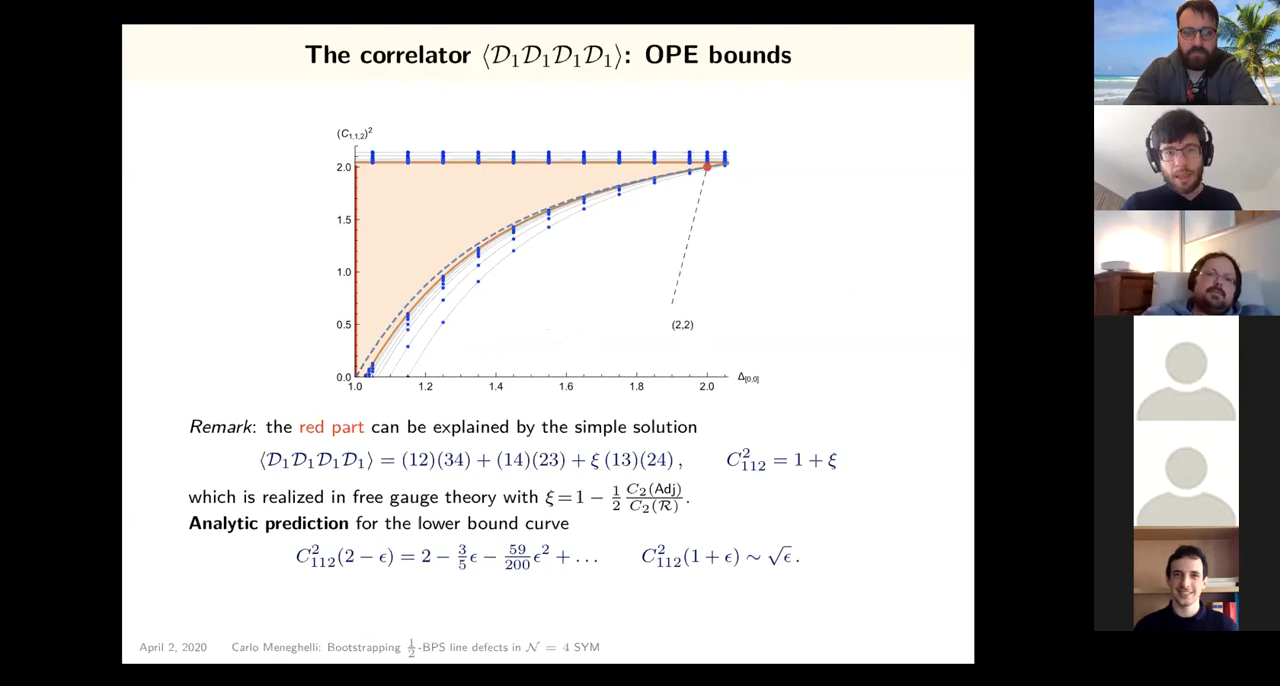 The correlator ⟨𝒟₁𝒟₁𝒟₁𝒟₁⟩: OPE bounds
(C₁,₁,₂)²
2.0
1.5
1.0
0.5
0.0
1.0 1.2 1.4 1.6 1.8 2.0 Δ[0,0]
(2,2)
Remark: the red part can be explained by the simple solution
⟨𝒟₁𝒟₁𝒟₁𝒟₁⟩ = (12)(34) + (14)(23) + ξ (13)(24) , C²₁₁₂ = 1 + ξ
which is realized in free gauge theory with ξ = 1 − 1/2 C₂(Adj)/C₂(ℛ) .
Analytic prediction for the lower bound curve
C²₁₁₂(2 − ϵ) = 2 − 3/5 ϵ − 59/200 ϵ² + … C²₁₁₂(1 + ϵ) ∼ √ϵ .
April 2, 2020 Carlo Meneghelli: Bootstrapping 1/2-BPS line defects in 𝒩 = 4 SYM